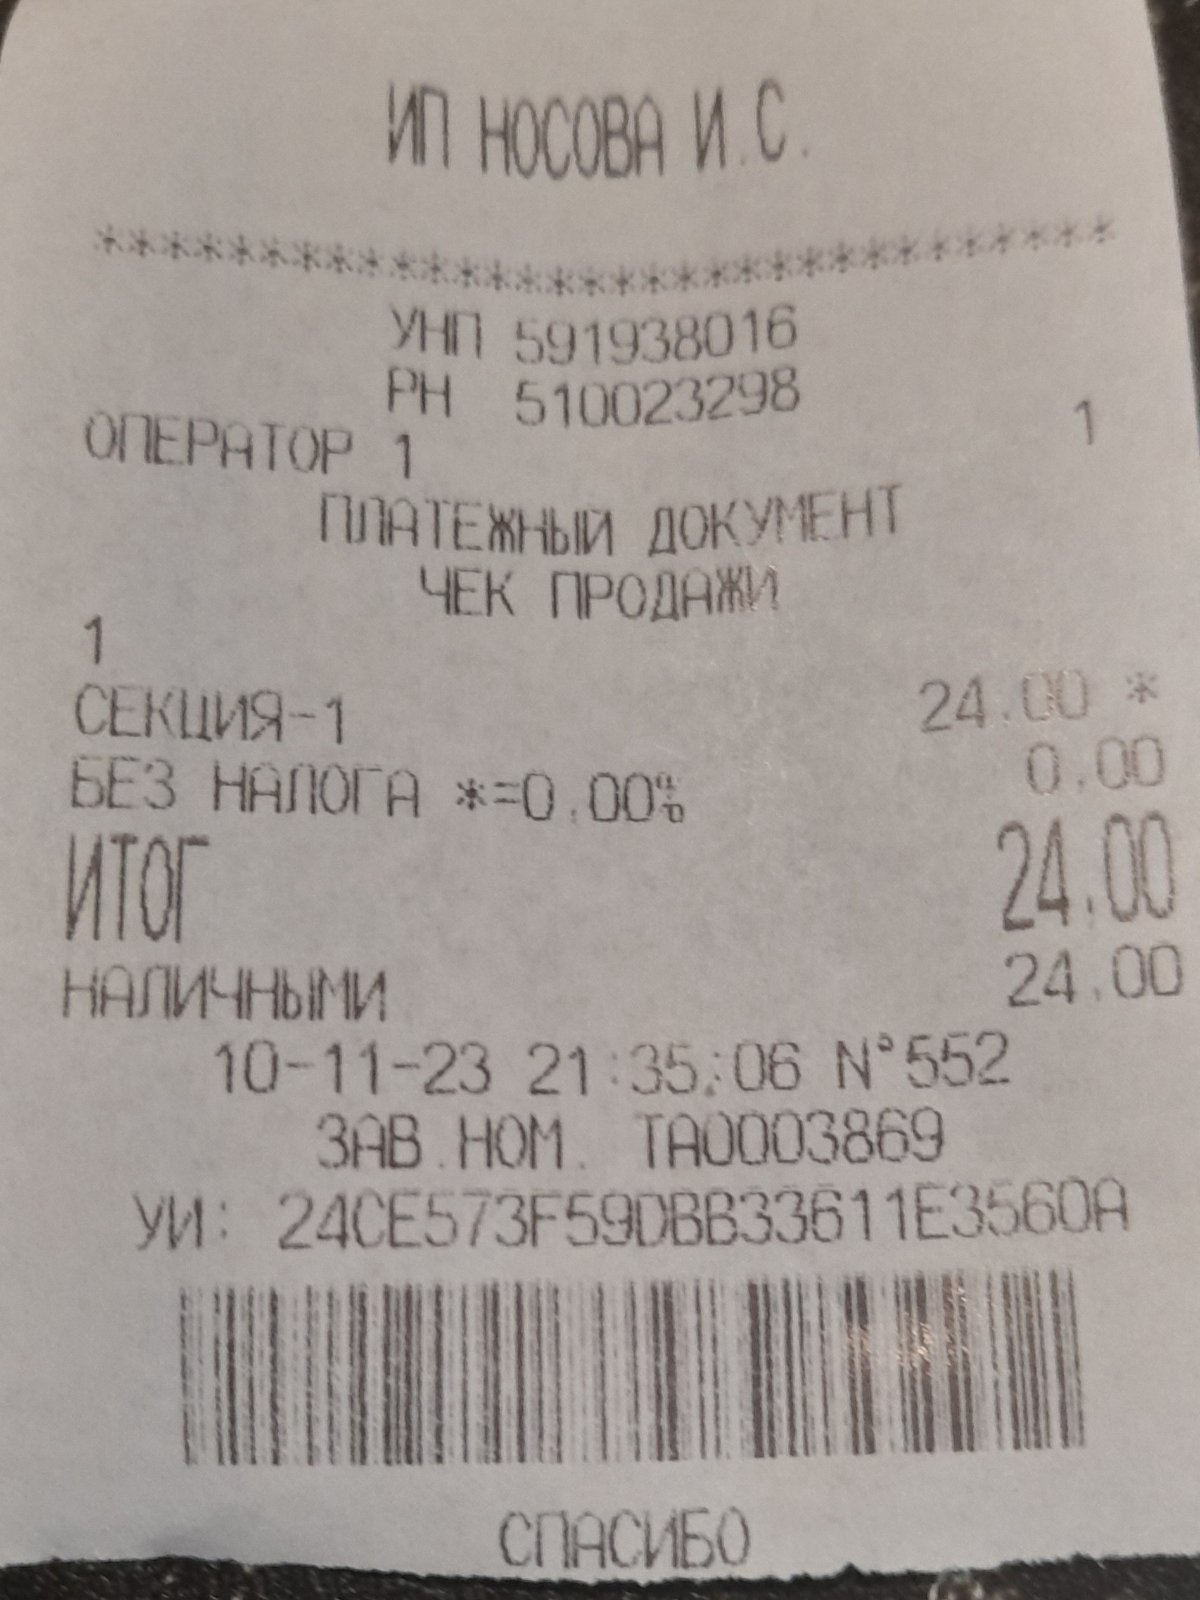 ИП НОСОВА И.С.
********************************
УНП 591938016
РН 510023298
ОПЕРАТОР 1 1
ПЛАТЕЖНЫЙ ДОКУМЕНТ
ЧЕК ПРОДАЖИ
1
СЕКЦИЯ-1 24.00 *
БЕЗ НАЛОГА *=0.00% 0.00
ИТОГ 24.00
НАЛИЧНЫМИ 24.00
10-11-23 21:35:06 N°552
ЗАВ.НОМ. TA0003869
УИ: 24CE573F59DBB33611E3560A
СПАСИБО